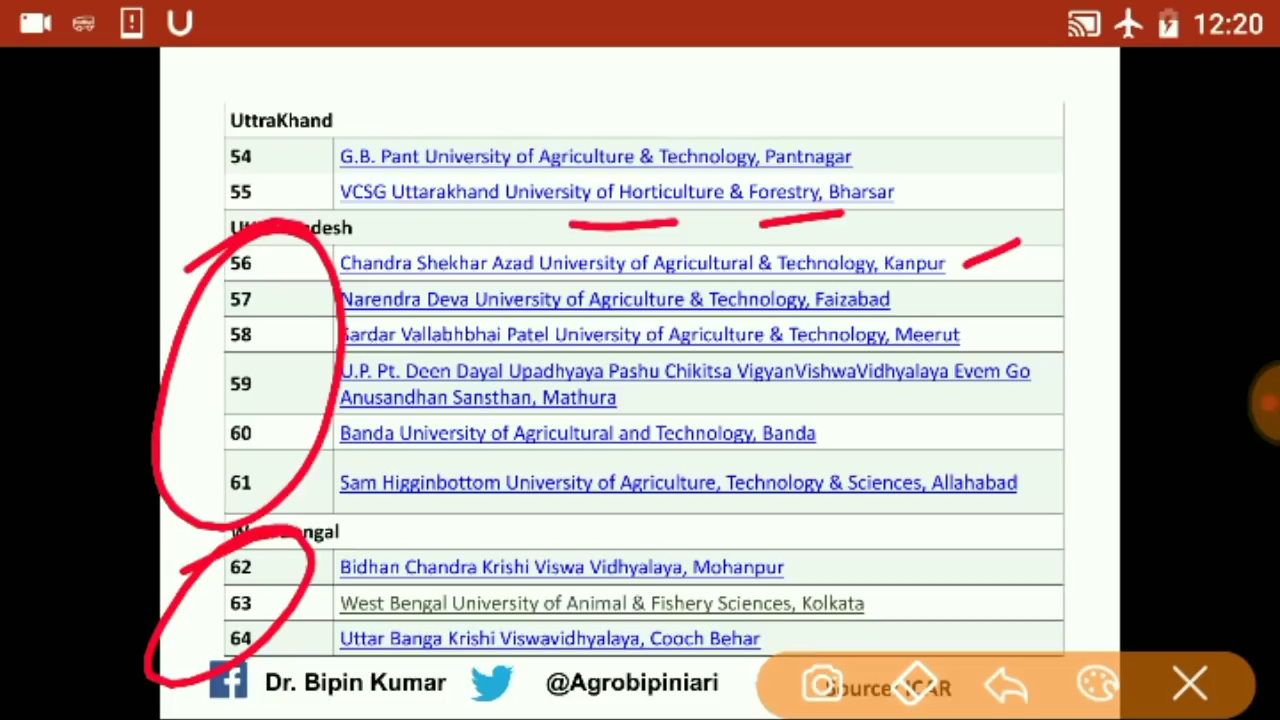 12:20
UttraKhand
54 G.B. Pant University of Agriculture & Technology, Pantnagar
55 VCSG Uttarakhand University of Horticulture & Forestry, Bharsar
56 Chandra Shekhar Azad University of Agricultural & Technology, Kanpur
57 Narendra Deva University of Agriculture & Technology, Faizabad
58 Sardar Vallabhbhai Patel University of Agriculture & Technology, Meerut
59 U.P. Pt. Deen Dayal Upadhyaya Pashu Chikitsa VigyanVishwaVidhyalaya Evem Go
Anusandhan Sansthan, Mathura
60 Banda University of Agricultural and Technology, Banda
61 Sam Higginbottom University of Agriculture, Technology & Sciences, Allahabad
62 Bidhan Chandra Krishi Viswa Vidhyalaya, Mohanpur
63 West Bengal University of Animal & Fishery Sciences, Kolkata
64 Uttar Banga Krishi Viswavidhyalaya, Cooch Behar
Dr. Bipin Kumar @Agrobipiniari Source: ICAR